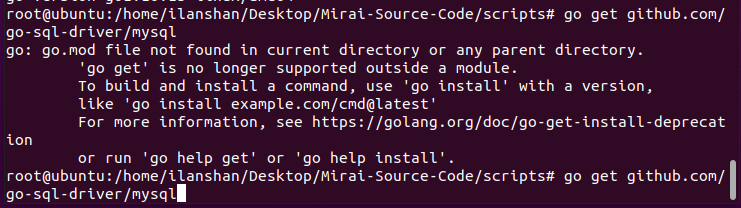 root@ubuntu:/home/ilanshan/Desktop/Mirai-Source-Code/scripts# go get github.com/
go-sql-driver/mysql
go: go.mod file not found in current directory or any parent directory.
'go get' is no longer supported outside a module.
To build and install a command, use 'go install' with a version,
like 'go install example.com/cmd@latest'
For more information, see https://golang.org/doc/go-get-install-deprecat
ion
or run 'go help get' or 'go help install'.
root@ubuntu:/home/ilanshan/Desktop/Mirai-Source-Code/scripts# go get github.com/
go-sql-driver/mysql